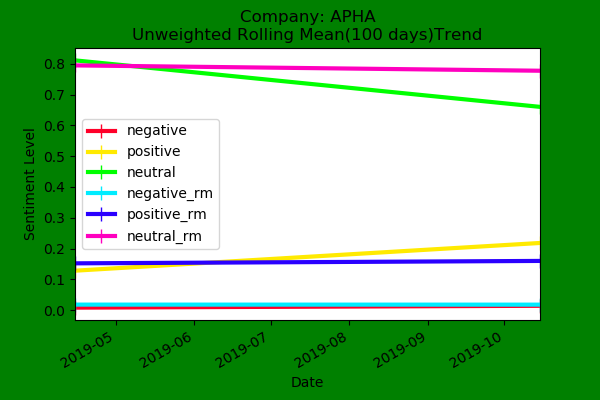 Company: APHA
Unweighted Rolling Mean(100 days)Trend
0.8
0.7
0.6
0.5
0.4
0.3
0.2
0.1
0.0
Sentiment Level
negative
positive
neutral
negative_rm
positive_rm
neutral_rm
2019-05
2019-06
2019-07
2019-08
2019-09
2019-10
Date